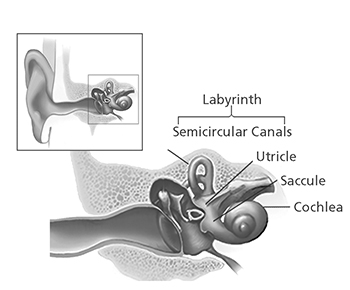 Labyrinth
Semicircular Canals
Utricle
Saccule
Cochlea